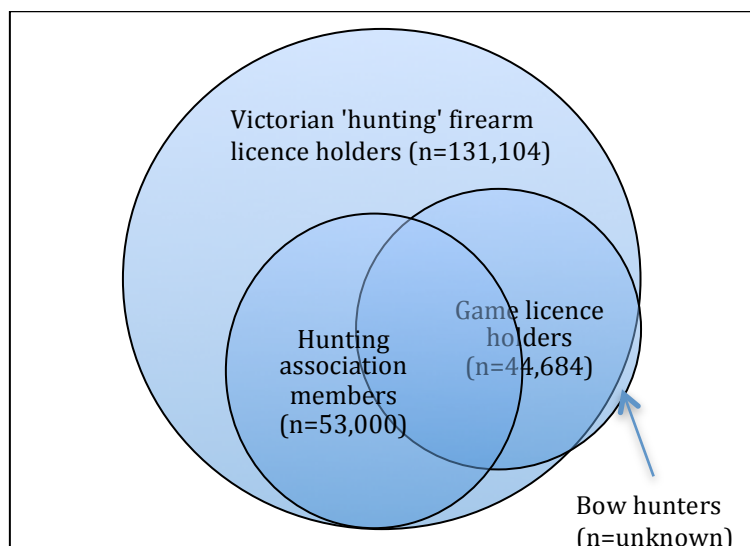 Victorian 'hunting' firearm
licence holders (n=131,104)
Game licence
holders
(n=44,684)
Hunting
association
members
(n=53,000)
Bow hunters
(n=unknown)